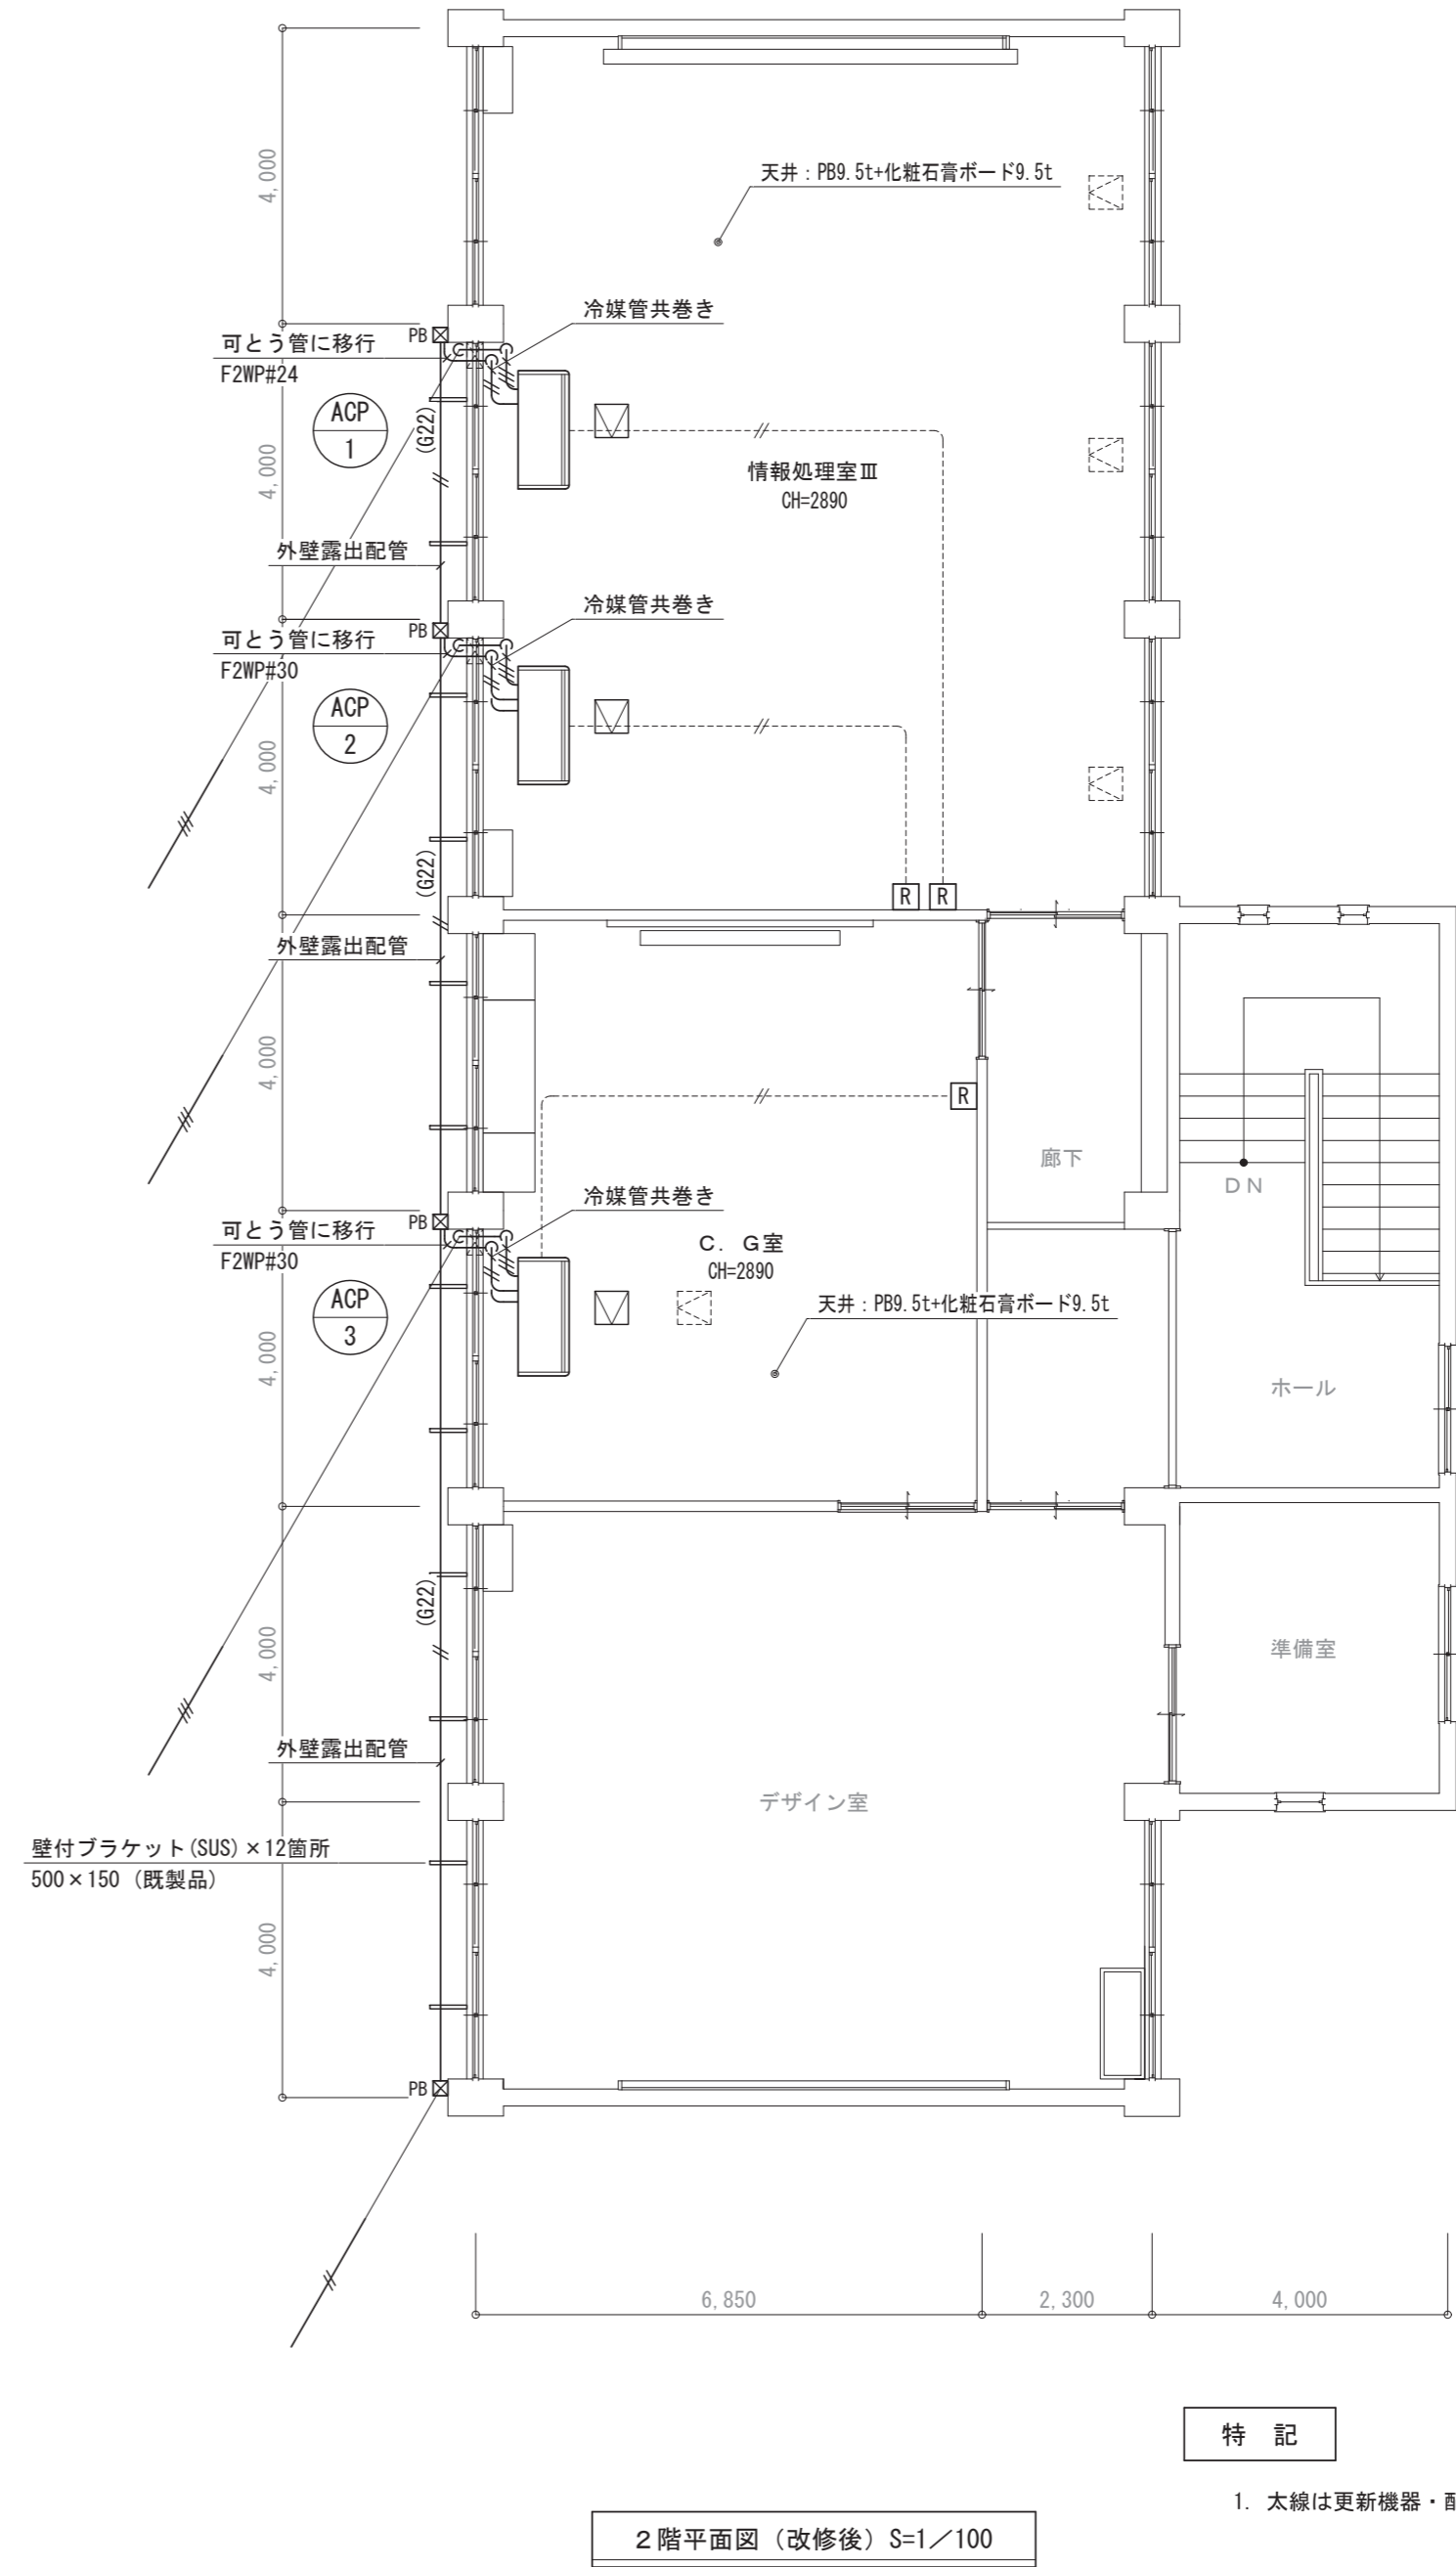 4,000
天井：PB9.5t+化粧石膏ボード9.5t
冷媒管共巻き
PB
可とう管に移行
F2WP#24
ACP
1
(G22)
4,000
情報処理室Ⅲ
CH=2890
外壁露出配管
冷媒管共巻き
PB
可とう管に移行
F2WP#30
ACP
2
4,000
(G22)
R
R
外壁露出配管
4,000
R
廊下
DN
冷媒管共巻き
PB
可とう管に移行
F2WP#30
C．G室
CH=2890
ACP
3
天井：PB9.5t+化粧石膏ボード9.5t
4,000
ホール
(G22)
4,000
準備室
外壁露出配管
デザイン室
壁付ブラケット(SUS)×12箇所
500×150（既製品）
4,000
PB
6,850
2,300
4,000
特　記
1. 太線は更新機器・
２階平面図（改修後）S=1／100